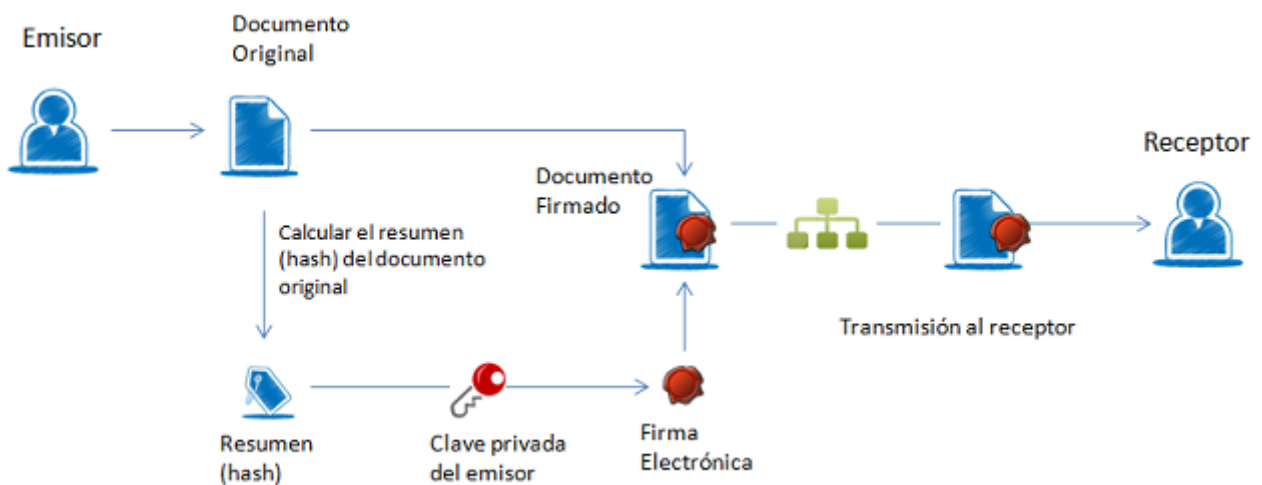 Emisor
Documento
Original
Receptor
Documento
Firmado
Calcular el resumen
(hash) del documento
original
Transmisión al receptor
Resumen
(hash)
Clave privada
del emisor
Firma
Electrónica